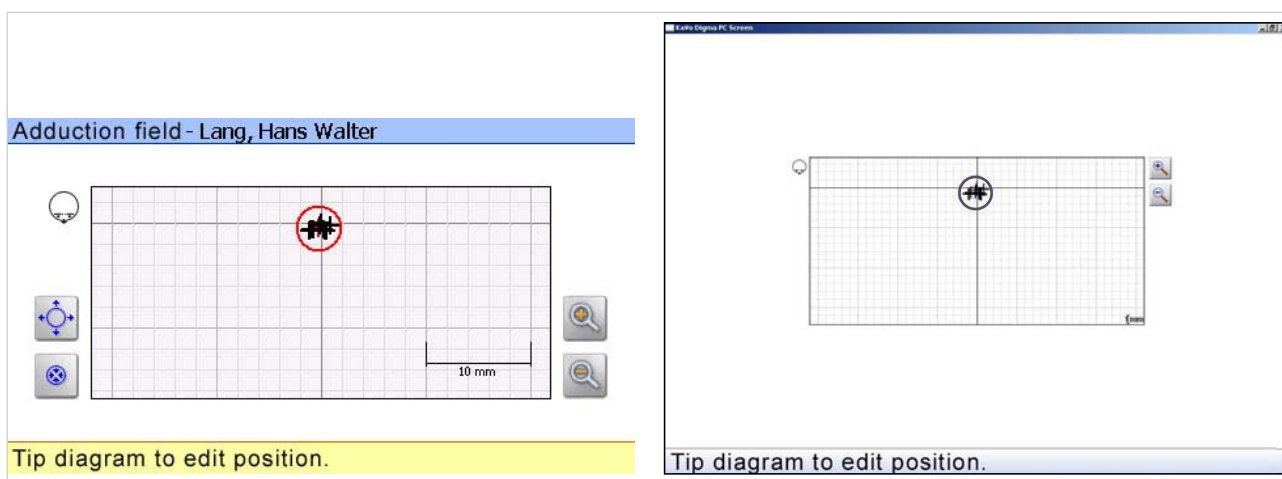 Adduction field - Lang, Hans Walter
10 mm
Tip diagram to edit position.
KaVo Digma PC Screen
1mm
Tip diagram to edit position.